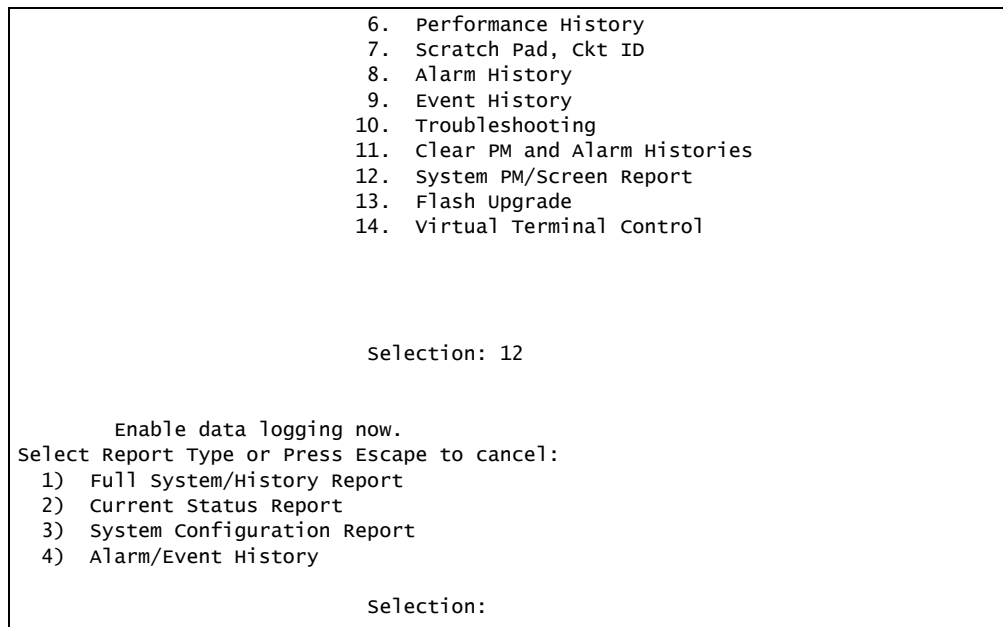 6. Performance History
7. Scratch Pad, Ckt ID
8. Alarm History
9. Event History
10. Troubleshooting
11. Clear PM and Alarm Histories
12. System PM/Screen Report
13. Flash Upgrade
14. Virtual Terminal Control
Selection: 12
Enable data logging now.
Select Report Type or Press Escape to cancel:
1) Full System/History Report
2) Current Status Report
3) System Configuration Report
4) Alarm/Event History
Selection: